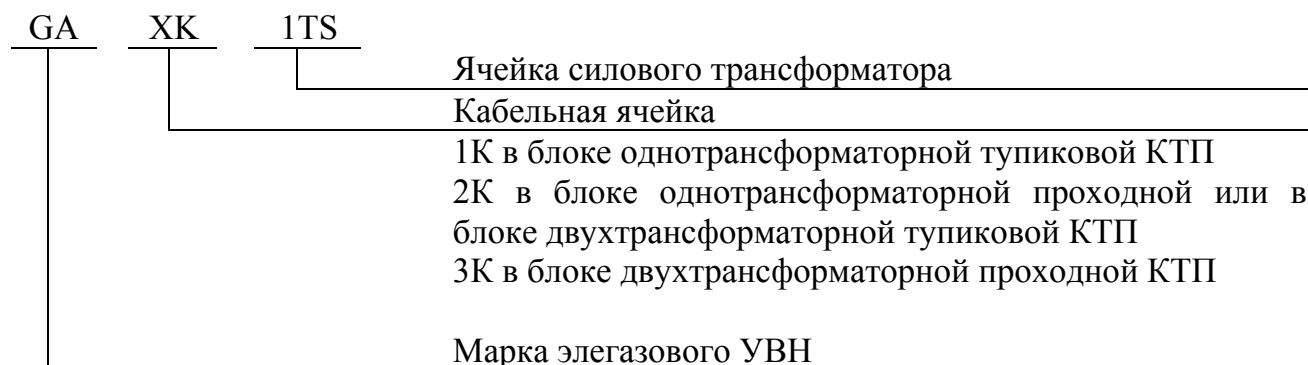 GA XK 1TS
Ячейка силового трансформатора
Кабельная ячейка
1К в блоке однотрансформаторной тупиковой КТП
2К в блоке однотрансформаторной проходной или в
блоке двухтрансформаторной тупиковой КТП
3К в блоке двухтрансформаторной проходной КТП
Марка элегазового УВН